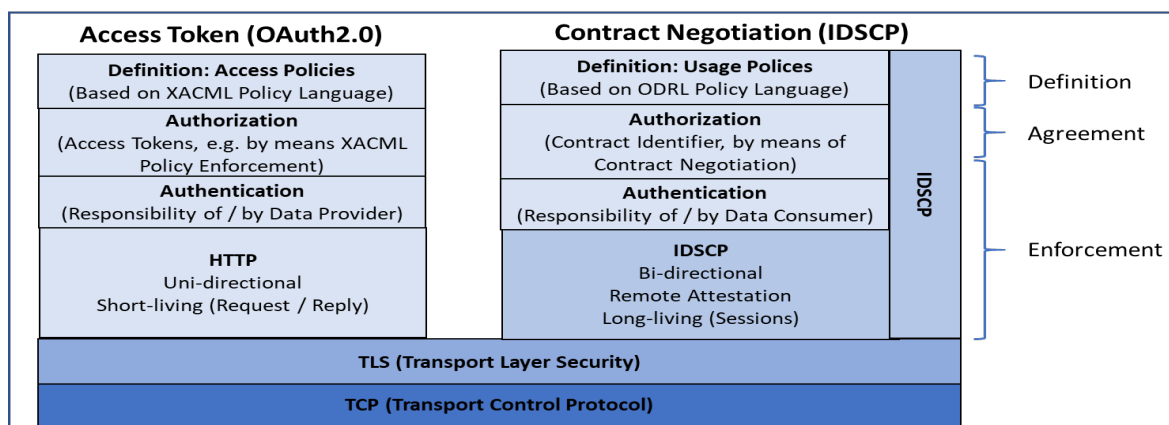 Access Token (OAuth2.0)
Definition: Access Policies
(Based on XACML Policy Language)
Authorization
(Access Tokens, e.g. by means XACML
Policy Enforcement)
Authentication
(Responsibility of / by Data Provider)
HTTP
Uni-directional
Short-living (Request / Reply)
Contract Negotiation (IDSCP)
Definition: Usage Polices
(Based on ODRL Policy Language)
Authorization
(Contract Identifier, by means of
Contract Negotiation)
Authentication
(Responsibility of / by Data Consumer)
IDSCP
Bi-directional
Remote Attestation
Long-living (Sessions)
IDSCP
Definition
Agreement
Enforcement
TLS (Transport Layer Security)
TCP (Transport Control Protocol)